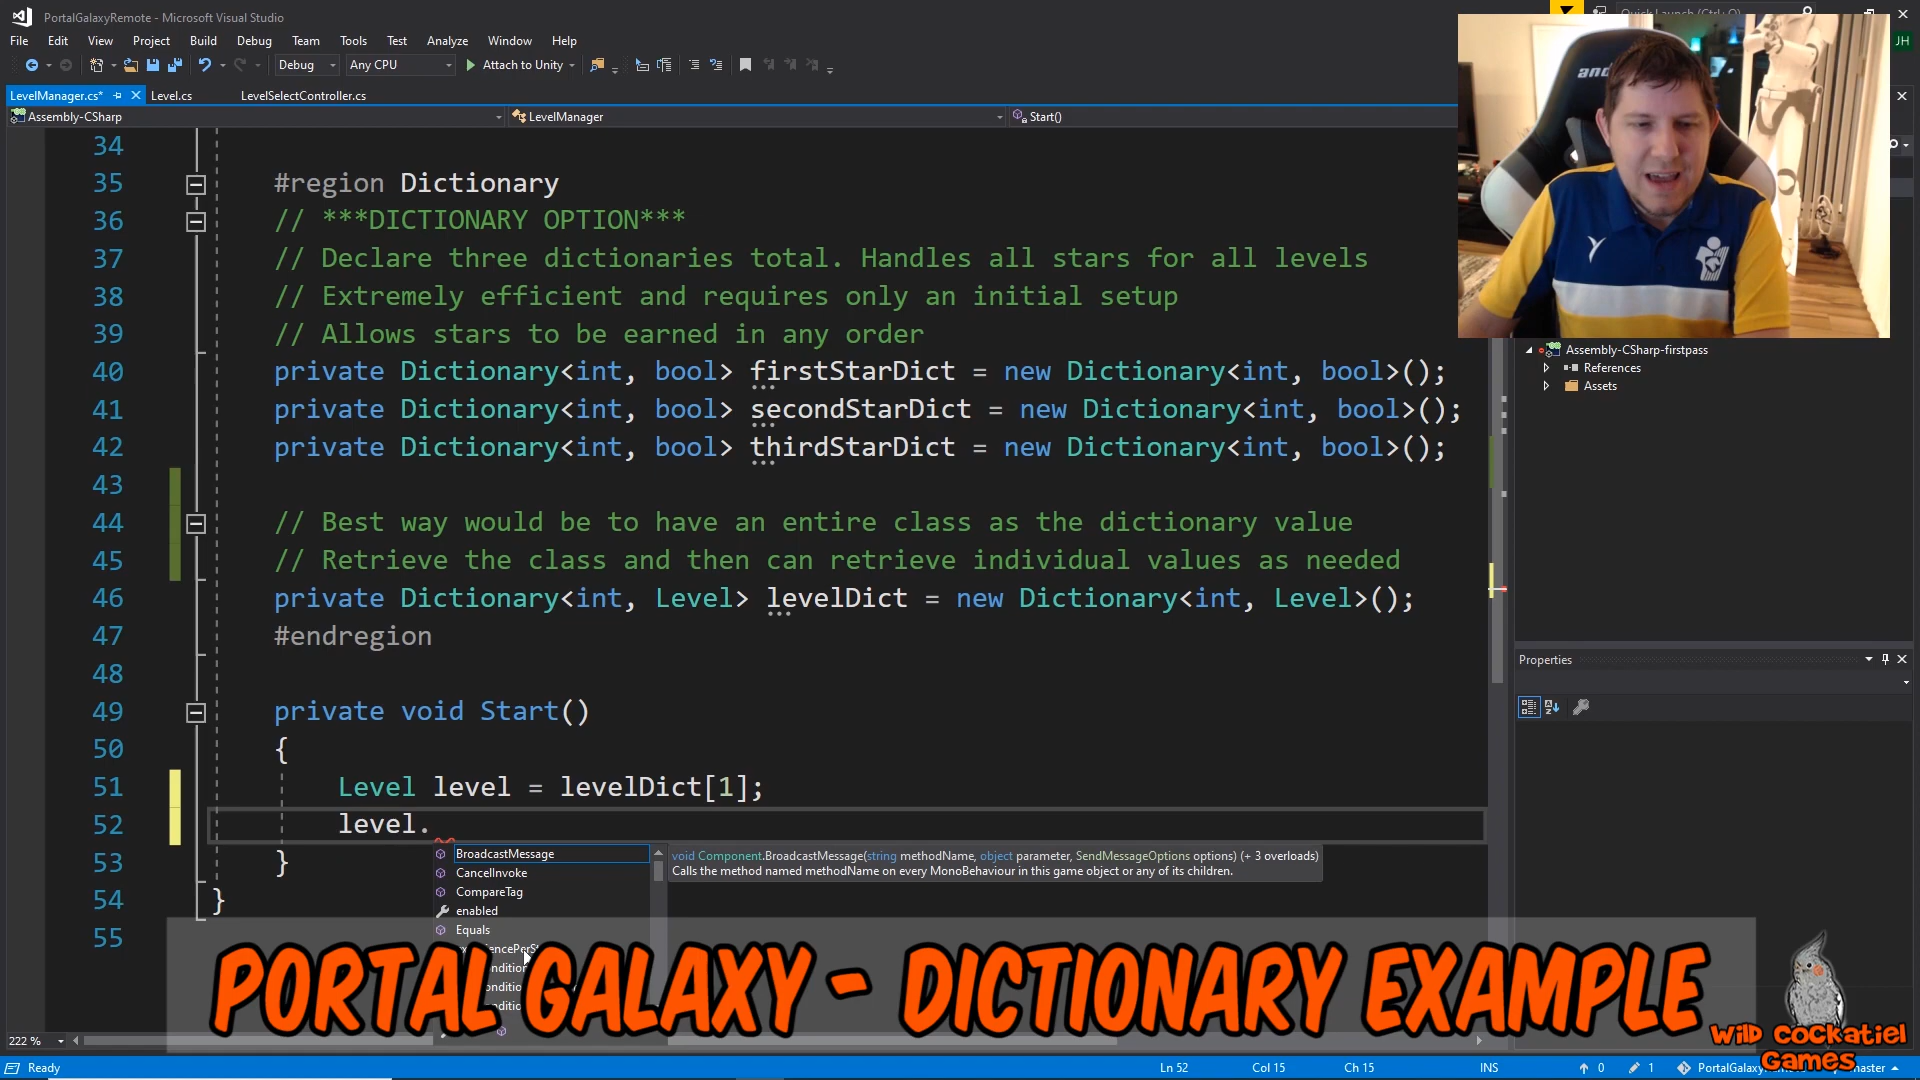 PortalGalaxyRemote - Microsoft Visual Studio
File Edit View Project Build Debug Team Tools Test Analyze Window Help
JH
Debug Any CPU Attach to Unity
LevelManager.cs* Level.cs LevelSelectController.cs
Assembly-CSharp LevelManager Start()
34
35 #region Dictionary
36 // ***DICTIONARY OPTION***
37 // Declare three dictionaries total. Handles all stars for all levels
38 // Extremely efficient and requires only an initial setup
39 // Allows stars to be earned in any order
40 private Dictionary<int, bool> firstStarDict = new Dictionary<int, bool>();
41 private Dictionary<int, bool> secondStarDict = new Dictionary<int, bool>();
42 private Dictionary<int, bool> thirdStarDict = new Dictionary<int, bool>();
43
44 // Best way would be to have an entire class as the dictionary value
45 // Retrieve the class and then can retrieve individual values as needed
46 private Dictionary<int, Level> levelDict = new Dictionary<int, Level>();
47 #endregion
48
49 private void Start()
50 {
51 Level level = levelDict[1];
52 level.
53 }
54 }
55
BroadcastMessage
CancelInvoke
CompareTag
enabled
Equals
void Component.BroadcastMessage(string methodName, object parameter, SendMessageOptions options) (+ 3 overloads)
Calls the method named methodName on every MonoBehaviour in this game object or any of its children.
Assembly-CSharp-firstpass
References
Assets
Properties
PORTAL GALAXY - DICTIONARY EXAMPLE
Wild Cockatiel
Games
222 %
Ready Ln 52 Col 15 Ch 15 INS 0 1 master